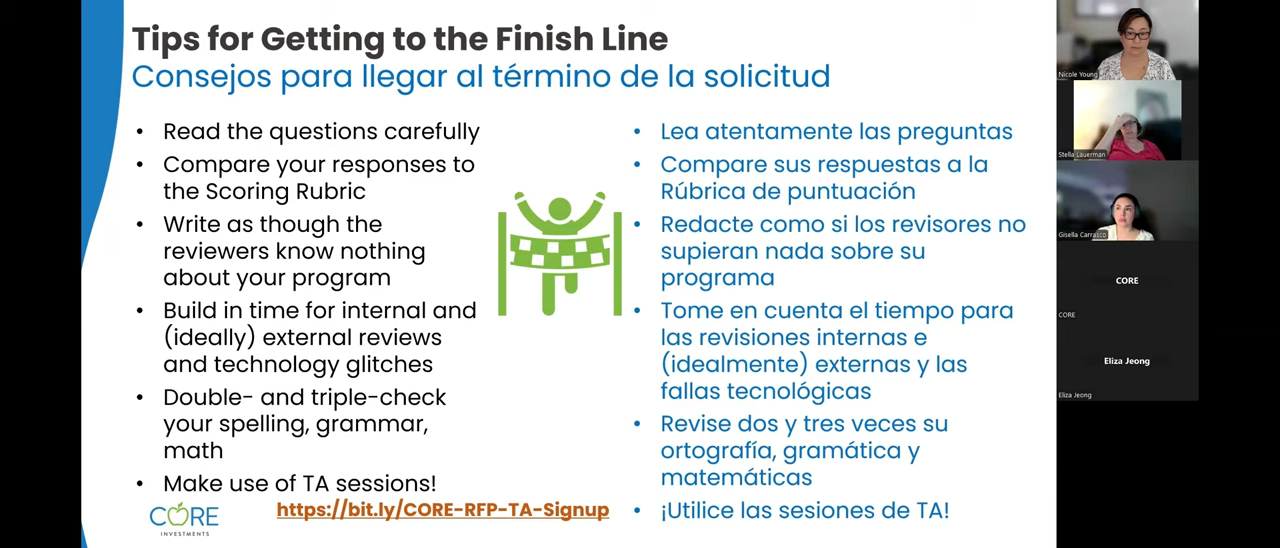 Tips for Getting to the Finish Line
Consejos para llegar al término de la solicitud
• Read the questions carefully
• Compare your responses to
the Scoring Rubric
• Write as though the
reviewers know nothing
about your program
• Build in time for internal and
(ideally) external reviews
and technology glitches
• Double- and triple-check
your spelling, grammar,
math
• Make use of TA sessions!
https://bit.ly/CORE-RFP-TA-Signup
CORE
INVESTMENTS
• Lea atentamente las preguntas
• Compare sus respuestas a la
Rúbrica de puntuación
• Redacte como si los revisores no
supieran nada sobre su
programa
• Tome en cuenta el tiempo para
las revisiones internas e
(idealmente) externas y las
fallas tecnológicas
• Revise dos y tres veces su
ortografía, gramática y
matemáticas
• ¡Utilice las sesiones de TA!
Nicole Young
Stella Lauerman
Gisella Carrasco
CORE
CORE
Eliza Jeong
Eliza Jeong